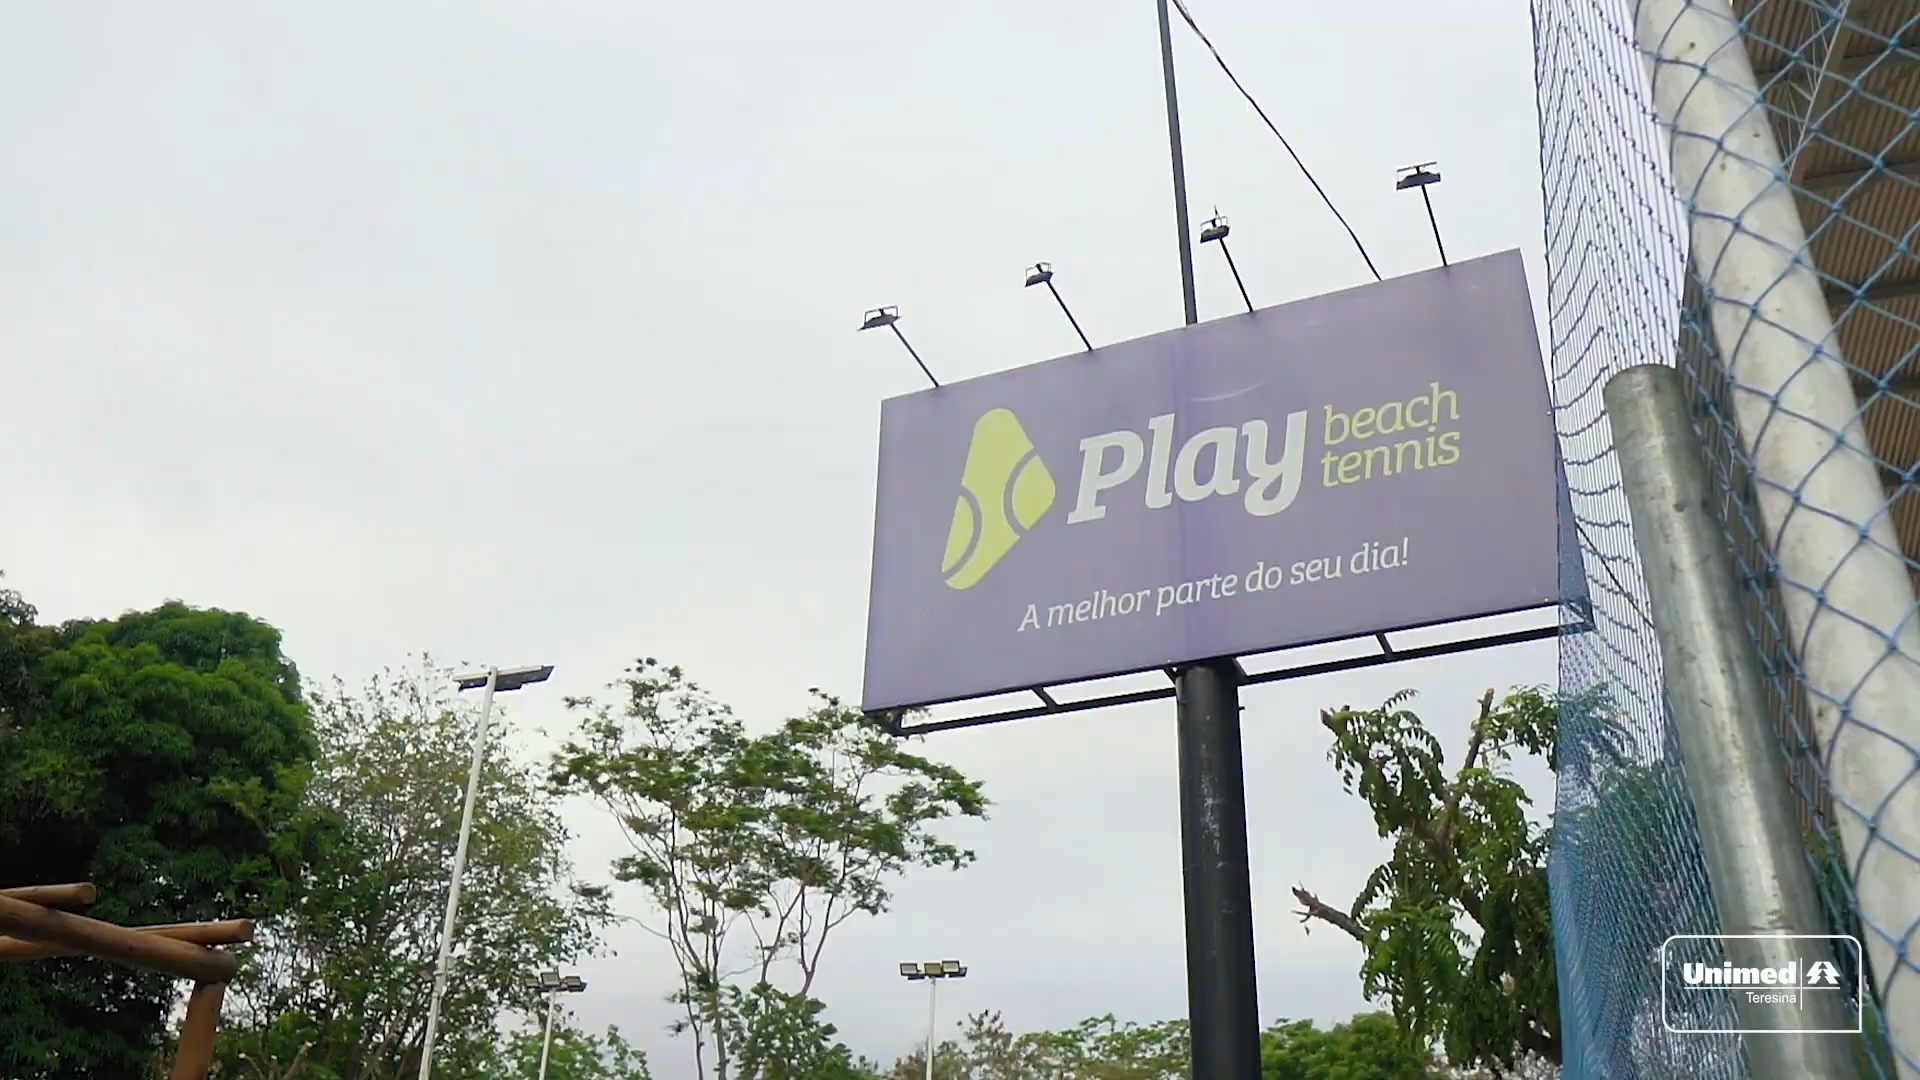 Play beach
tennis
A melhor parte do seu dia!
Unimed
Teresina